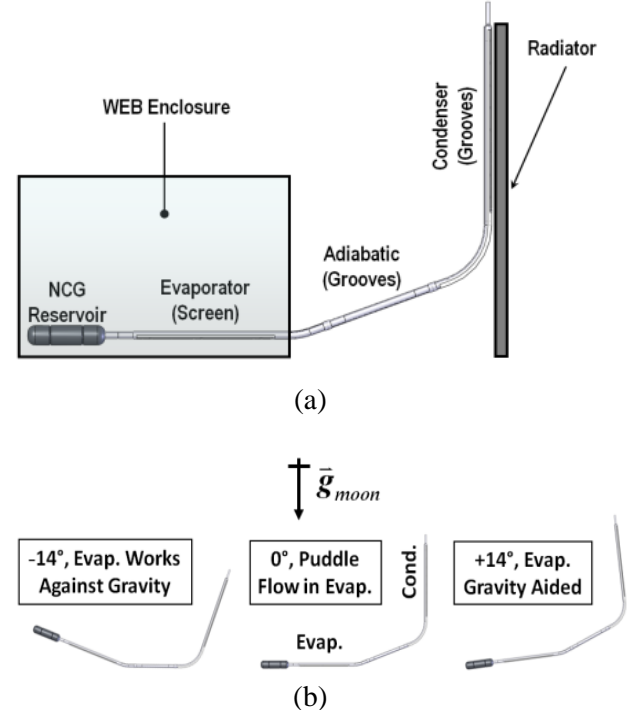 WEB Enclosure
Radiator
Condenser
(Grooves)
Adiabatic
(Grooves)
NCG
Reservoir
Evaporator
(Screen)
(a)
g⃗ moon
-14°, Evap. Works
Against Gravity
0°, Puddle
Flow in Evap.
Cond.
+14°, Evap.
Gravity Aided
Evap.
(b)